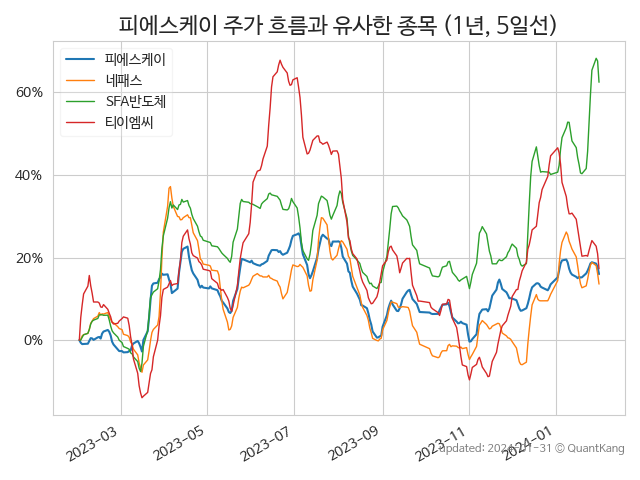 피에스케이 주가 흐름과 유사한 종목 (1년, 5일선)
피에스케이
네패스
SFA반도체
티이엠씨
60%
40%
20%
0%
2023-03
2023-05
2023-07
2023-09
2023-11
2024-01
updated: 2024-01-31 © QuantKang